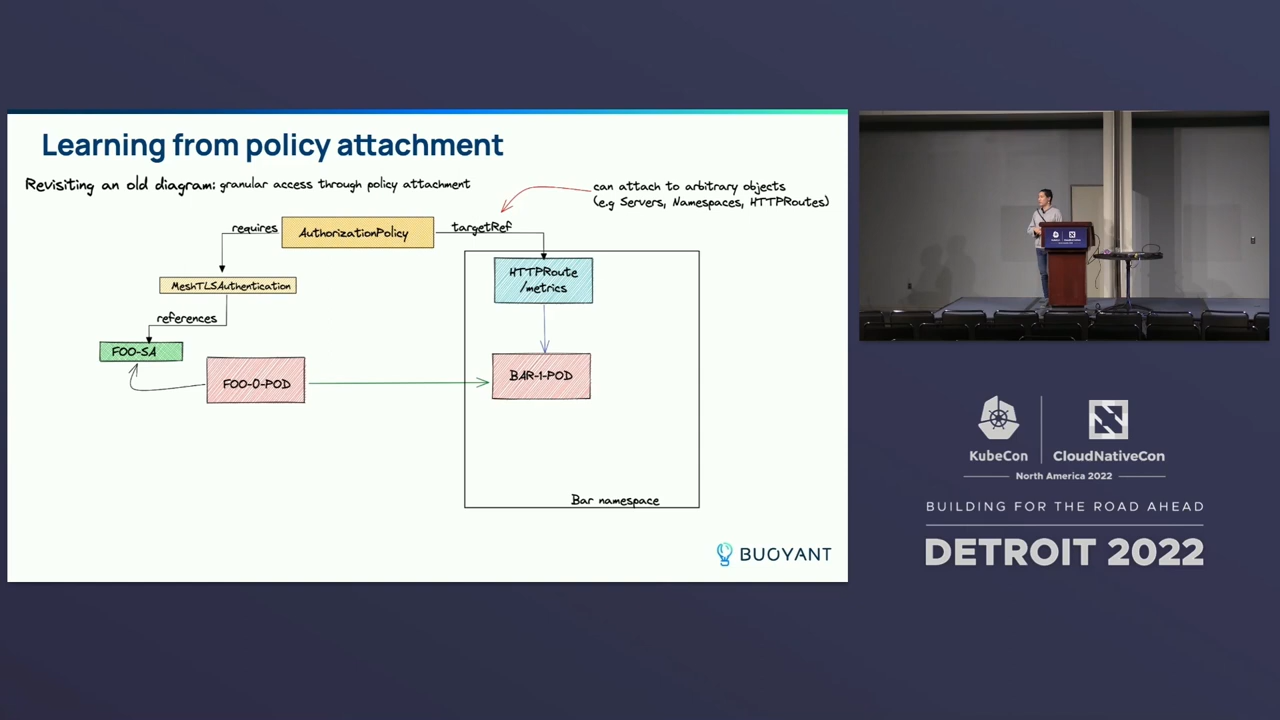 Learning from policy attachment
Revisiting an old diagram: granular access through policy attachment
can attach to arbitrary objects
(e.g Servers, Namespaces, HTTPRoutes)
requires
AuthorizationPolicy
targetRef
HTTPRoute
/metrics
MeshTLSAuthentication
references
FOO-SA
FOO-0-POD
BAR-1-POD
Bar namespace
BUOYANT
KubeCon
CloudNativeCon
North America 2022
BUILDING FOR THE ROAD AHEAD
DETROIT 2022